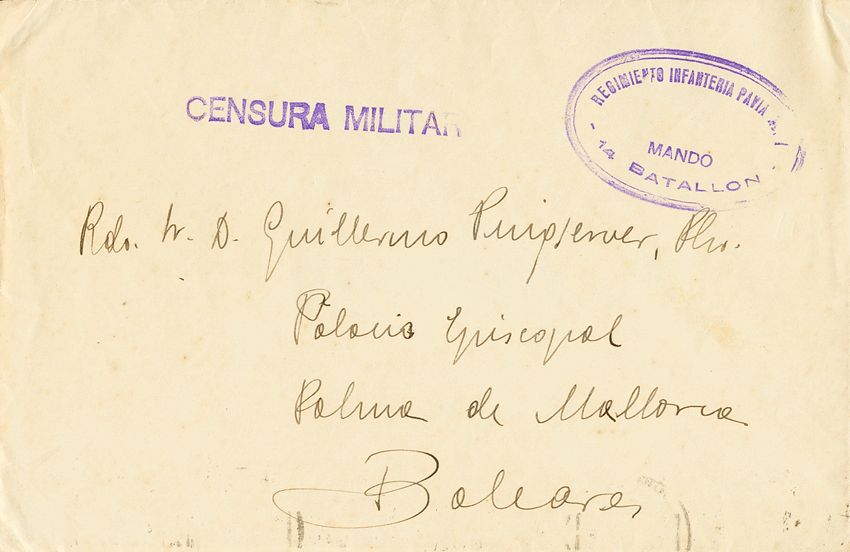 CENSURA MILITAR
REGIMIENTO INFANTERIA PAVIA
MANDO
- 14 BATALLON -
Rdo. Sr. D. Guillermo Puigserver, Pbro.
Palacio Episcopal
Palma de Mallorca
Baleares